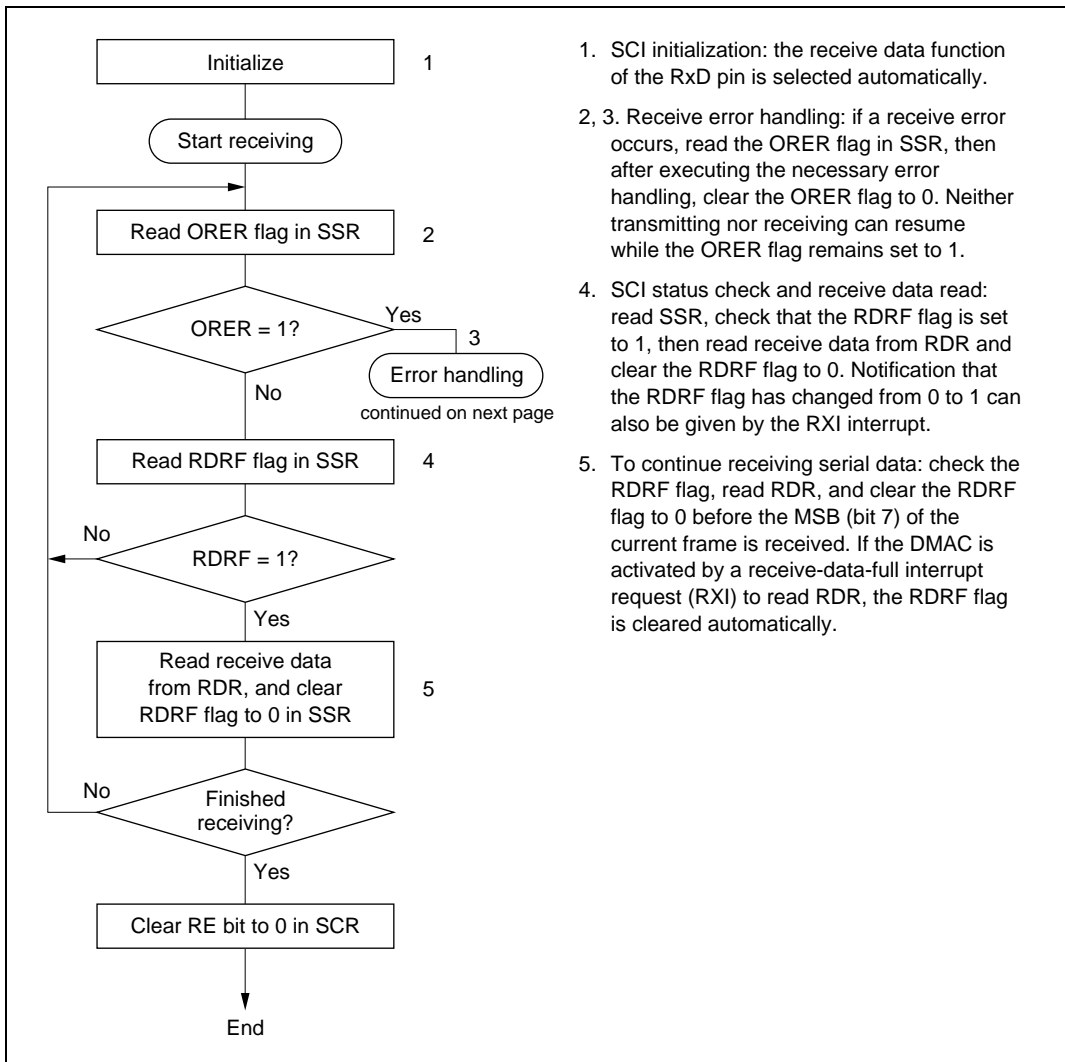 Initialize
1
Start receiving
Read ORER flag in SSR
2
ORER = 1?
Yes
3
Error handling
continued on next page
No
Read RDRF flag in SSR
4
No
RDRF = 1?
Yes
Read receive data
from RDR, and clear
RDRF flag to 0 in SSR
5
No
Finished
receiving?
Yes
Clear RE bit to 0 in SCR
End
1. SCI initialization: the receive data function
of the RxD pin is selected automatically.
2, 3. Receive error handling: if a receive error
occurs, read the ORER flag in SSR, then
after executing the necessary error
handling, clear the ORER flag to 0. Neither
transmitting nor receiving can resume
while the ORER flag remains set to 1.
4. SCI status check and receive data read:
read SSR, check that the RDRF flag is set
to 1, then read receive data from RDR and
clear the RDRF flag to 0. Notification that
the RDRF flag has changed from 0 to 1 can
also be given by the RXI interrupt.
5. To continue receiving serial data: check the
RDRF flag, read RDR, and clear the RDRF
flag to 0 before the MSB (bit 7) of the
current frame is received. If the DMAC is
activated by a receive-data-full interrupt
request (RXI) to read RDR, the RDRF flag
is cleared automatically.